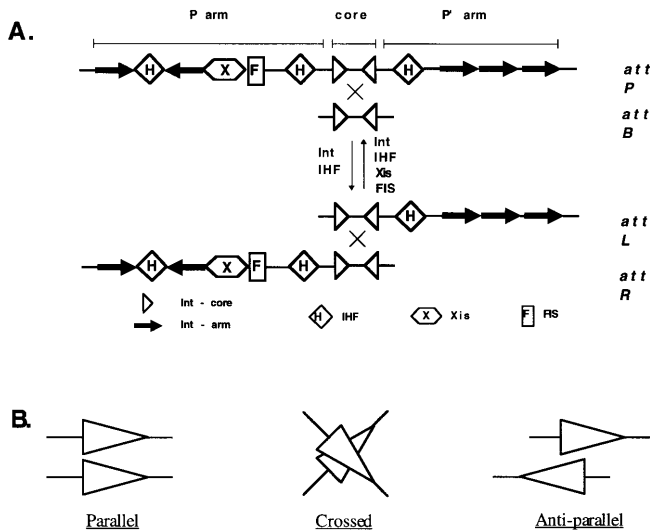 P arm core P' arm
A.
H X F H H att
P
att
B
Int Int
IHF IHF
Xis
FIS
H att
L
H X F H att
R
Int - core
H IHF X Xis F FIS
Int - arm
B.
Parallel Crossed Anti-parallel